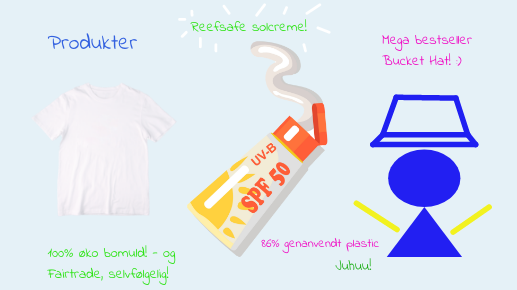 Produkter
Reefsafe solcreme!
Mega bestseller
Bucket Hat! :)
UV-B
SPF 50
100% øko bomuld! - og
Fairtrade, selvfølgelig!
86% genanvendt plastic
Juhuu!